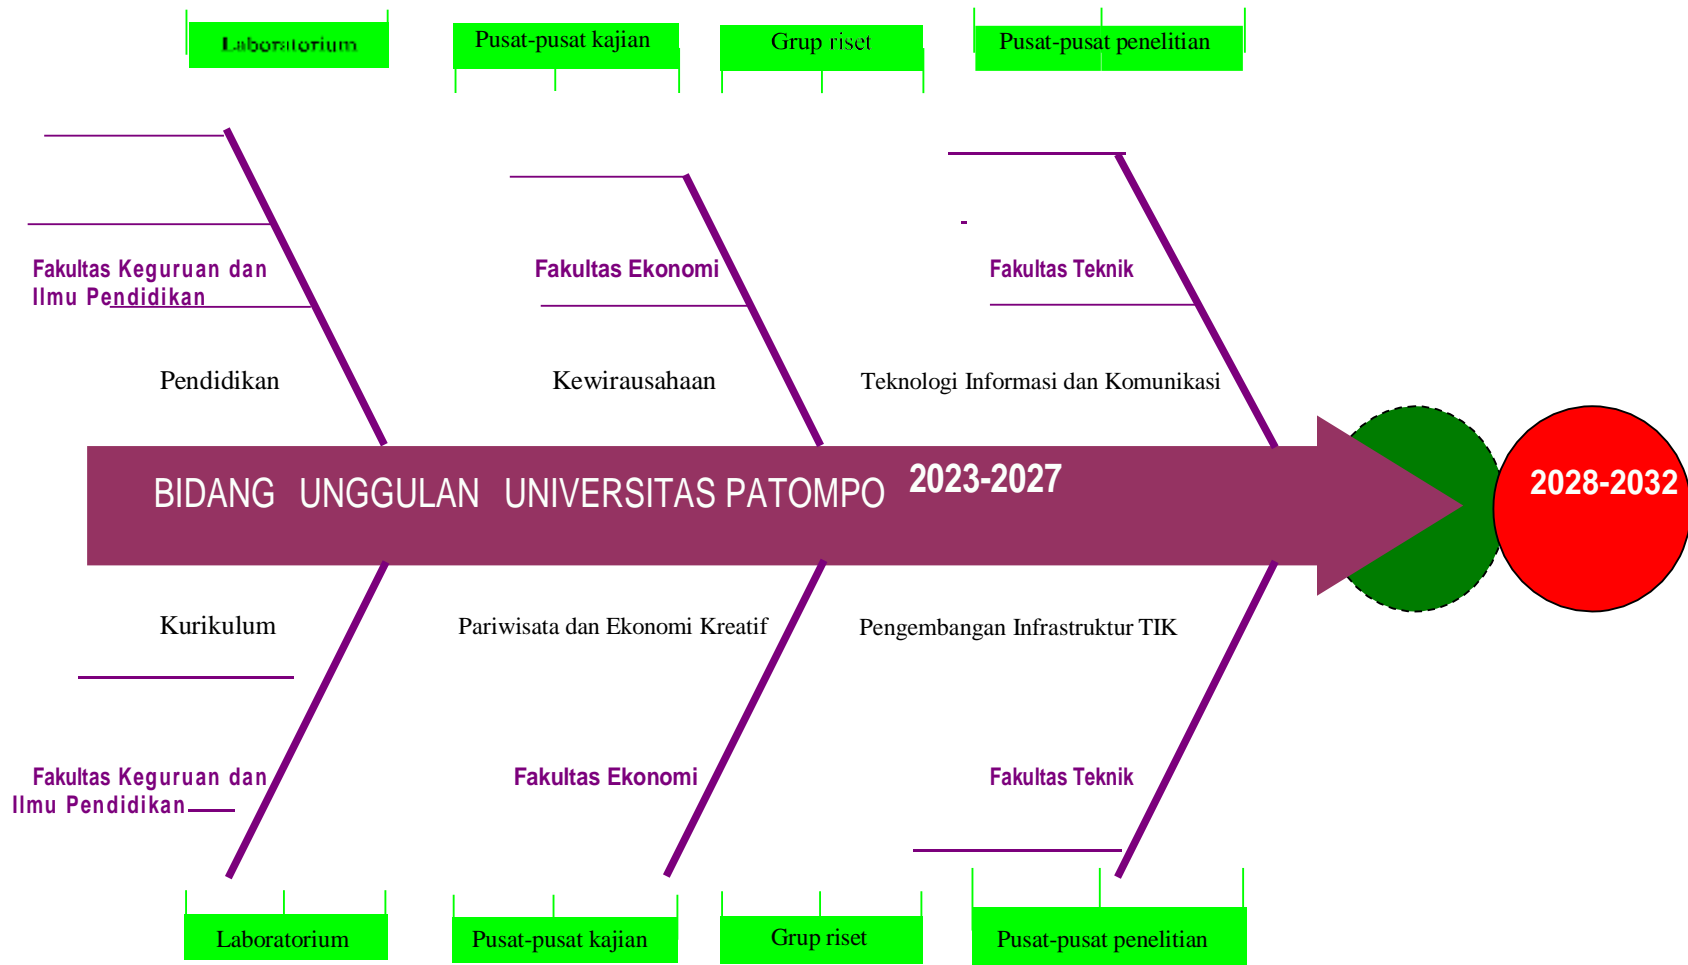 Laboratorium
Pusat-pusat kajian
Grup riset
Pusat-pusat penelitian
Fakultas Keguruan dan
Ilmu Pendidikan
Fakultas Ekonomi
Fakultas Teknik
Pendidikan
Kewirausahaan
Teknologi Informasi dan Komunikasi
BIDANG UNGGULAN UNIVERSITAS PATOMPO 2023-2027
2028-2032
Kurikulum
Pariwisata dan Ekonomi Kreatif
Pengembangan Infrastruktur TIK
Fakultas Keguruan dan
Ilmu Pendidikan
Fakultas Ekonomi
Fakultas Teknik
Laboratorium
Pusat-pusat kajian
Grup riset
Pusat-pusat penelitian